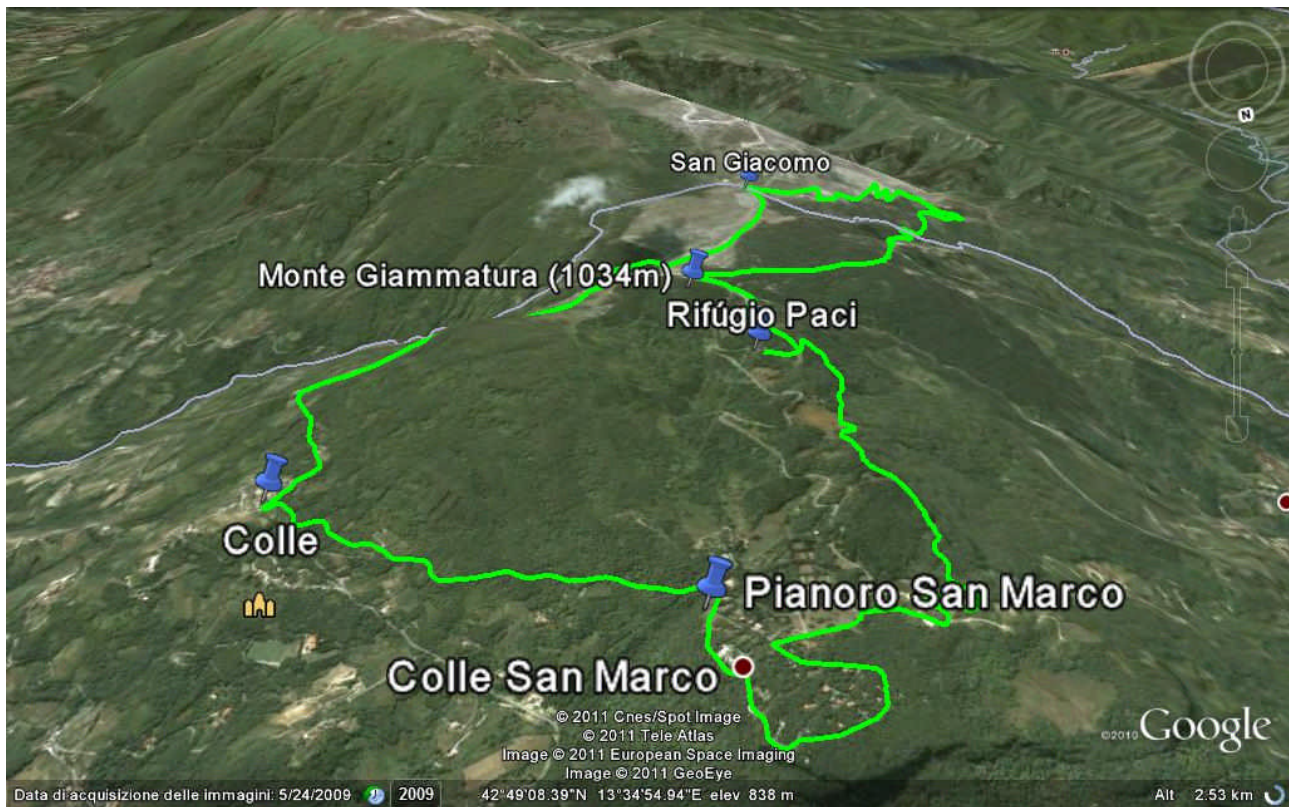 N
San Giacomo
Monte Giammatura (1034m)
Rifúgio Paci
Colle
Pianoro San Marco
Colle San Marco
© 2011 Cnes/Spot Image
© 2011 Tele Atlas
Image © 2011 European Space Imaging
Image © 2011 GeoEye
©2010 Google
Data di acquisizione delle immagini: 5/24/2009 2009 42°49'08.39"N 13°34'54.94"E elev 838 m Alt 2.53 km